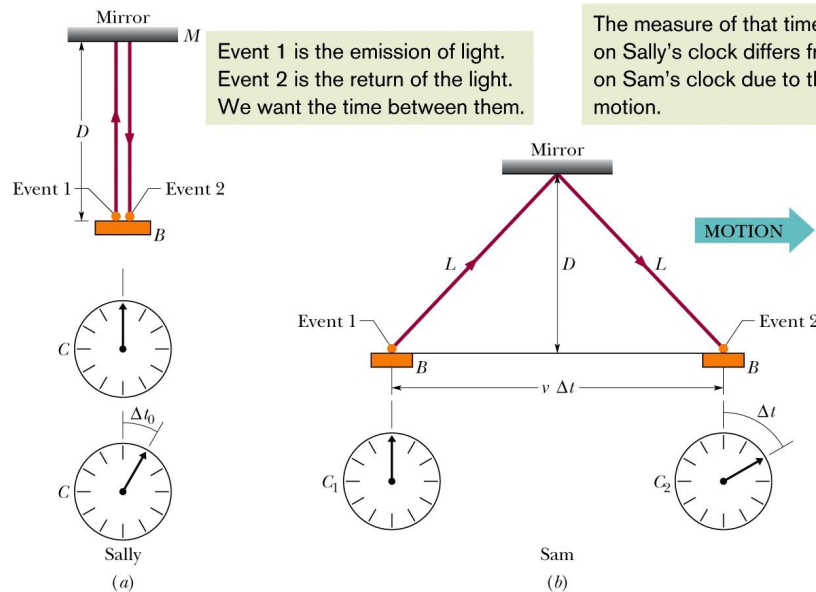 Mirror
M
Event 1 is the emission of light.
Event 2 is the return of the light.
We want the time between them.
The measure of that time
on Sally's clock differs
on Sam's clock due to
motion.
D
Event 1
Event 2
B
Mirror
MOTION
L
D
L
Event 1
Event 2
B
B
v Δt
C
Δt₀
Δt
C
C₁
C₂
Sally
Sam
(a)
(b)